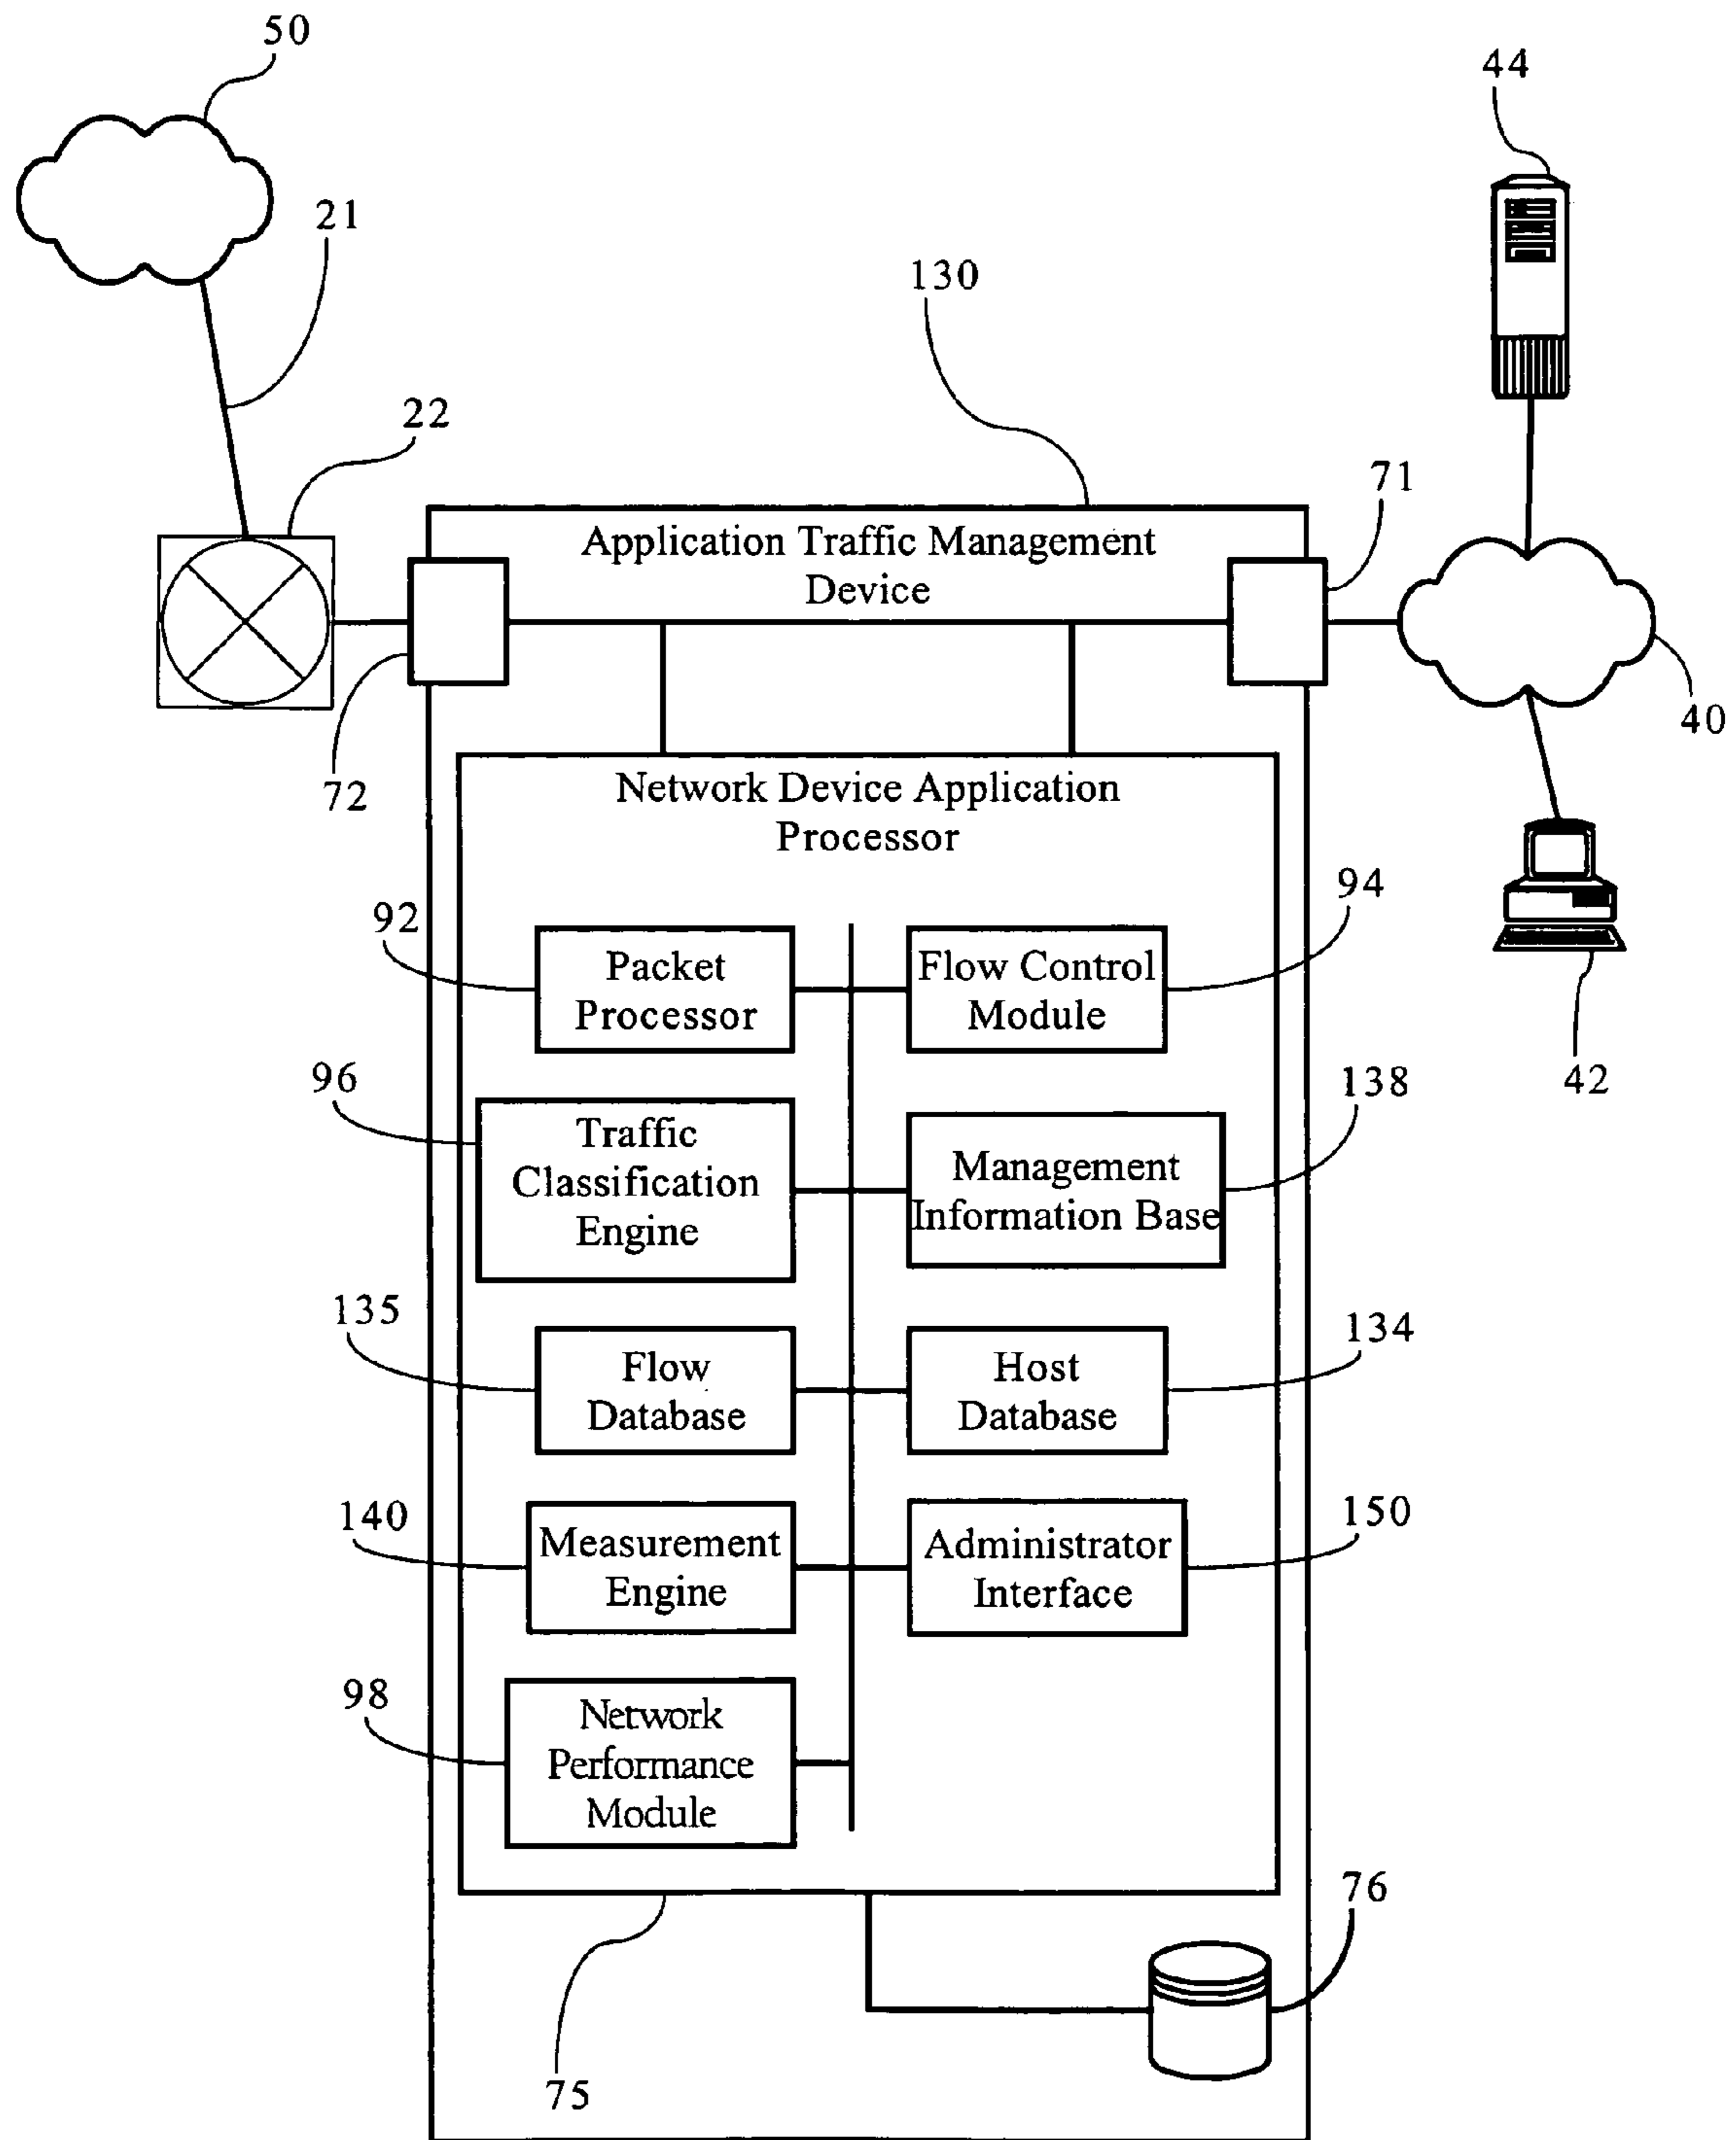 50
44
21
130
22
71
Application Traffic Management
Device
40
72
Network Device Application
Processor
92
94
Packet
Processor
Flow Control
Module
42
96
138
Traffic
Classification
Engine
Management
Information Base
135
134
Flow
Database
Host
Database
140
150
Measurement
Engine
Administrator
Interface
98
Network
Performance
Module
76
75